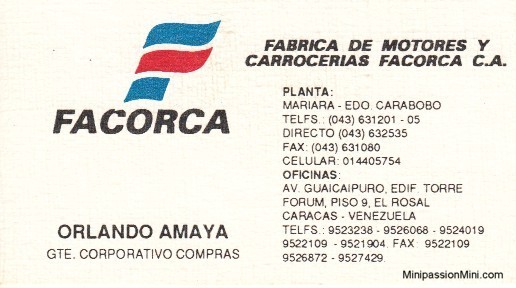 FACORCA
ORLANDO AMAYA
GTE. CORPORATIVO COMPRAS
FABRICA DE MOTORES Y
CARROCERIAS FACORCA C.A.
PLANTA:
MARIARA - EDO. CARABOBO
TELFS.: (043) 631201 - 05
DIRECTO (043) 632535
FAX: (043) 631080
CELULAR: 014405754
OFICINAS:
AV. GUAICAIPURO, EDIF. TORRE
FORUM, PISO 9, EL ROSAL
CARACAS - VENEZUELA
TELFS.: 9523238 - 9526068 - 9524019
9522109 - 9521904. FAX: 9522109
9526872 - 9527429.
MinipassionMini.com